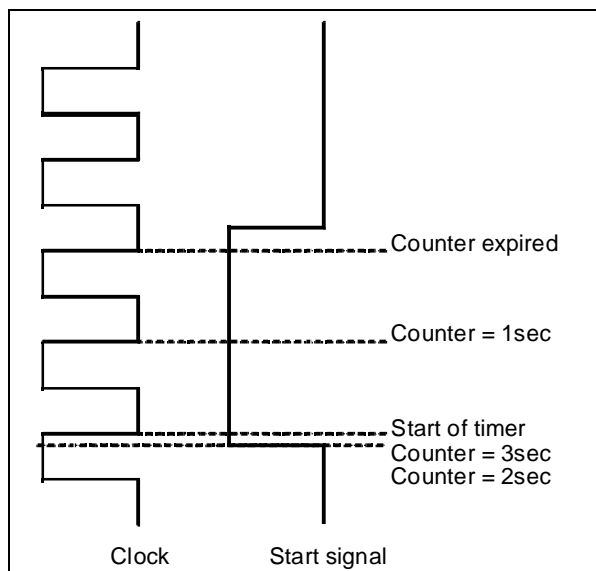 Counter expired
Counter = 1sec
Start of timer
Counter = 3sec
Counter = 2sec
Clock
Start signal